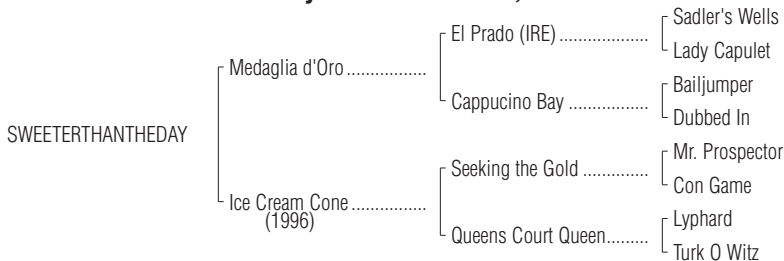 Sadler's Wells
El Prado (IRE) ...................
Lady Capulet
Medaglia d'Oro .................
Bailjumper
Cappucino Bay .................
Dubbed In
SWEETERTHANTHEDAY
Mr. Prospector
Seeking the Gold ..............
Con Game
Ice Cream Cone ................
(1996)
Lyphard
Queens Court Queen.........
Turk O Witz